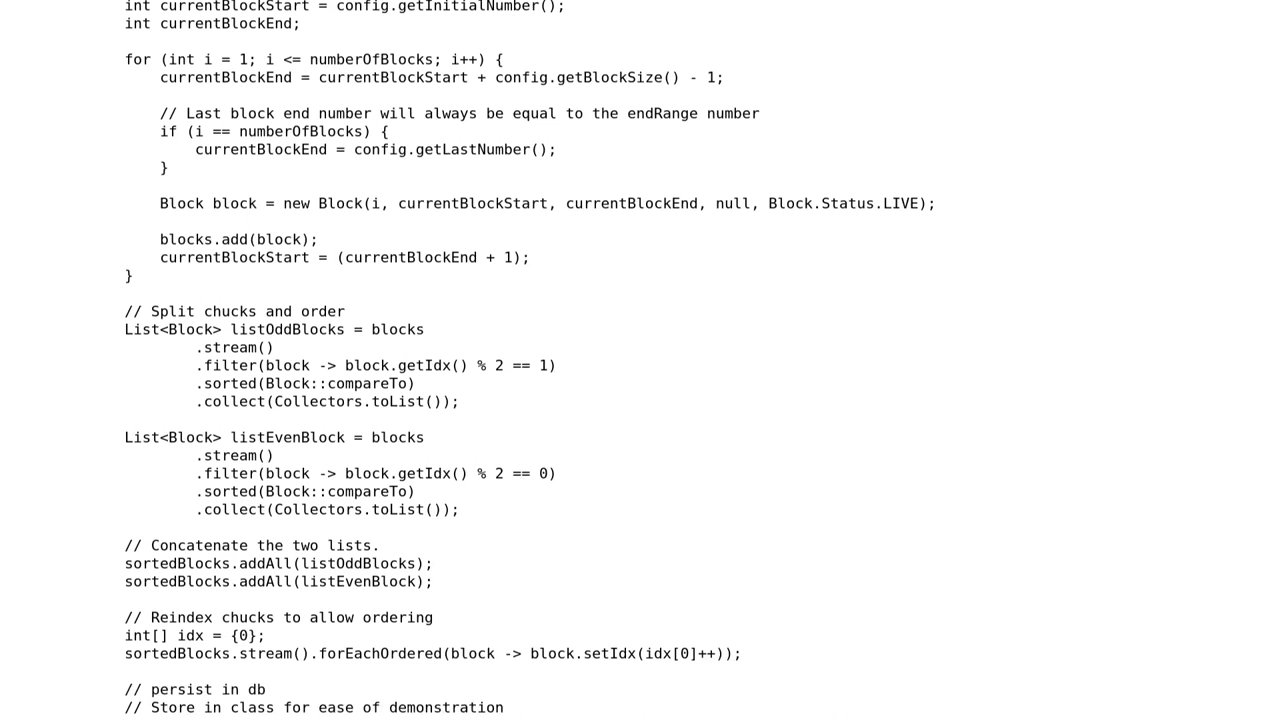 int currentBlockStart = config.getInitialNumber();
int currentBlockEnd;
for (int i = 1; i <= numberOfBlocks; i++) {
currentBlockEnd = currentBlockStart + config.getBlockSize() - 1;
// Last block end number will always be equal to the endRange number
if (i == numberOfBlocks) {
currentBlockEnd = config.getLastNumber();
}
Block block = new Block(i, currentBlockStart, currentBlockEnd, null, Block.Status.LIVE);
blocks.add(block);
currentBlockStart = (currentBlockEnd + 1);
}
// Split chucks and order
List<Block> listOddBlocks = blocks
.stream()
.filter(block -> block.getIdx() % 2 == 1)
.sorted(Block::compareTo)
.collect(Collectors.toList());
List<Block> listEvenBlock = blocks
.stream()
.filter(block -> block.getIdx() % 2 == 0)
.sorted(Block::compareTo)
.collect(Collectors.toList());
// Concatenate the two lists.
sortedBlocks.addAll(listOddBlocks);
sortedBlocks.addAll(listEvenBlock);
// Reindex chucks to allow ordering
int[] idx = {0};
sortedBlocks.stream().forEachOrdered(block -> block.setIdx(idx[0]++));
// persist in db
// Store in class for ease of demonstration